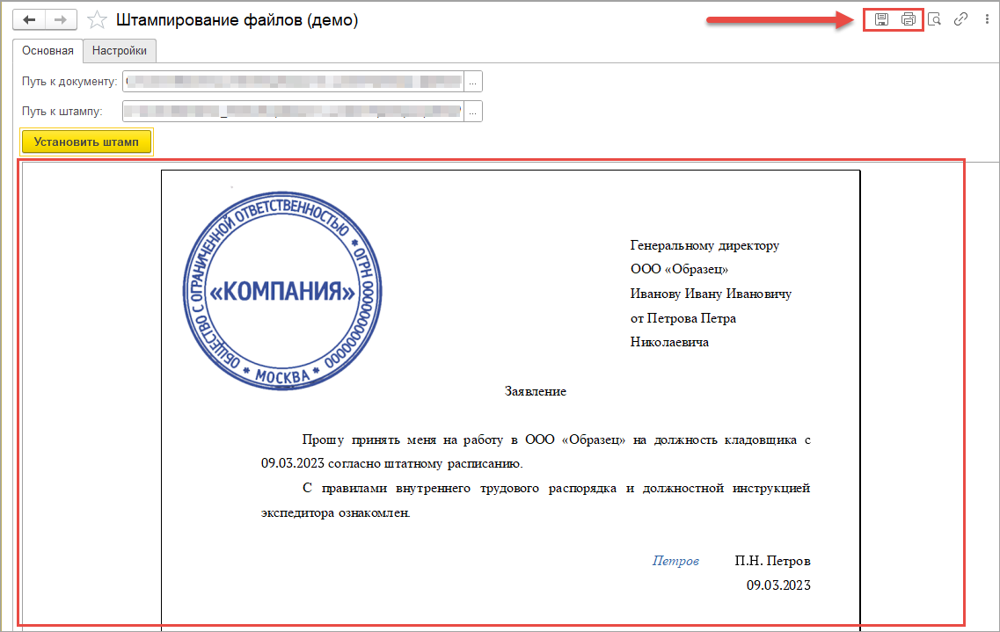 Штампирование файлов (демо)
Основная Настройки
Путь к документу: ...
Путь к штампу: ...
Установить штамп
ОБЩЕСТВО С ОГРАНИЧЕННОЙ ОТВЕТСТВЕННОСТЬЮ * ОГРН 0000000000000 * МОСКВА *
«КОМПАНИЯ»
Генеральному директору
ООО «Образец»
Иванову Ивану Ивановичу
от Петрова Петра
Николаевича
Заявление
Прошу принять меня на работу в ООО «Образец» на должность кладовщика с
09.03.2023 согласно штатному расписанию.
С правилами внутреннего трудового распорядка и должностной инструкцией
экспедитора ознакомлен.
Петров П.Н. Петров
09.03.2023